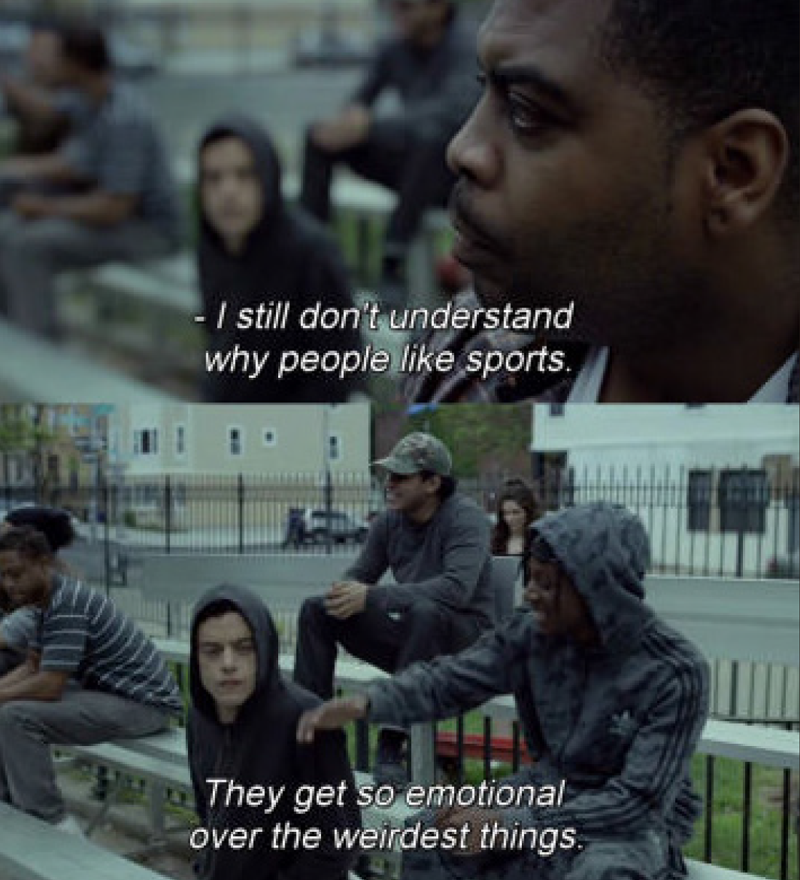 - I still don't understand
why people like sports.
They get so emotional
over the weirdest things.